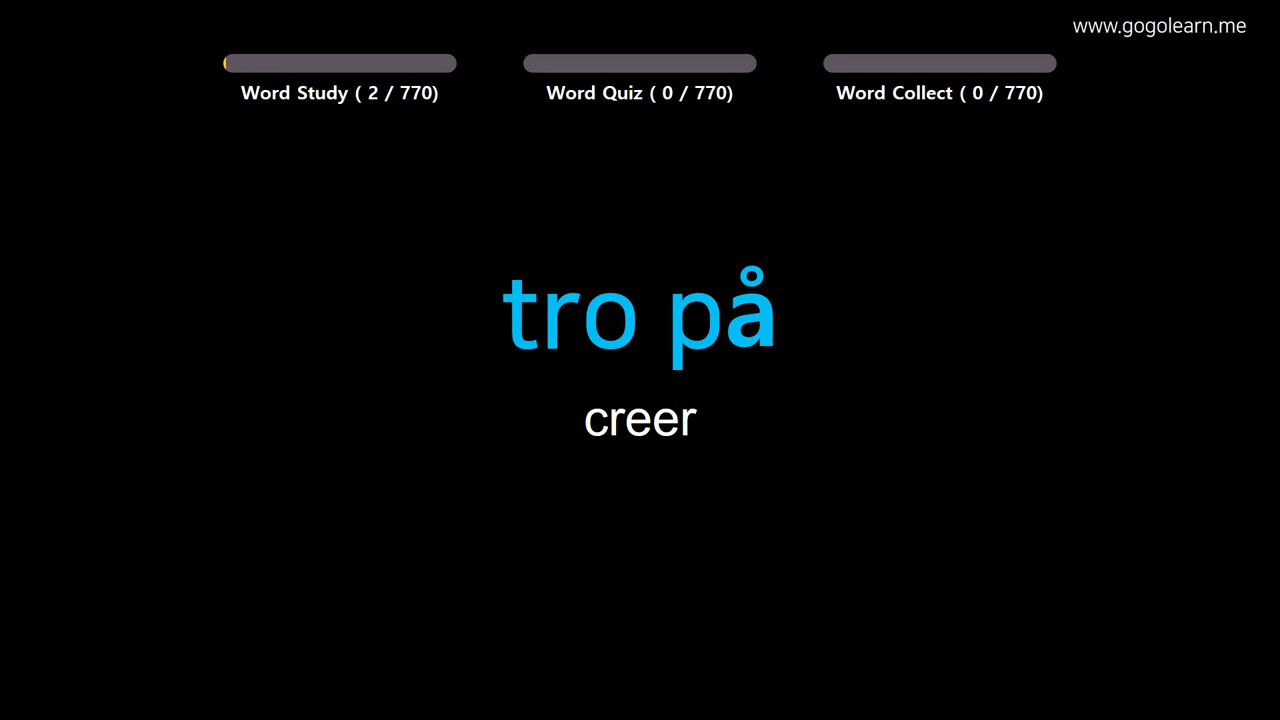 www.gogolearn.me
Word Study ( 2 / 770)
Word Quiz ( 0 / 770)
Word Collect ( 0 / 770)
tro på
creer